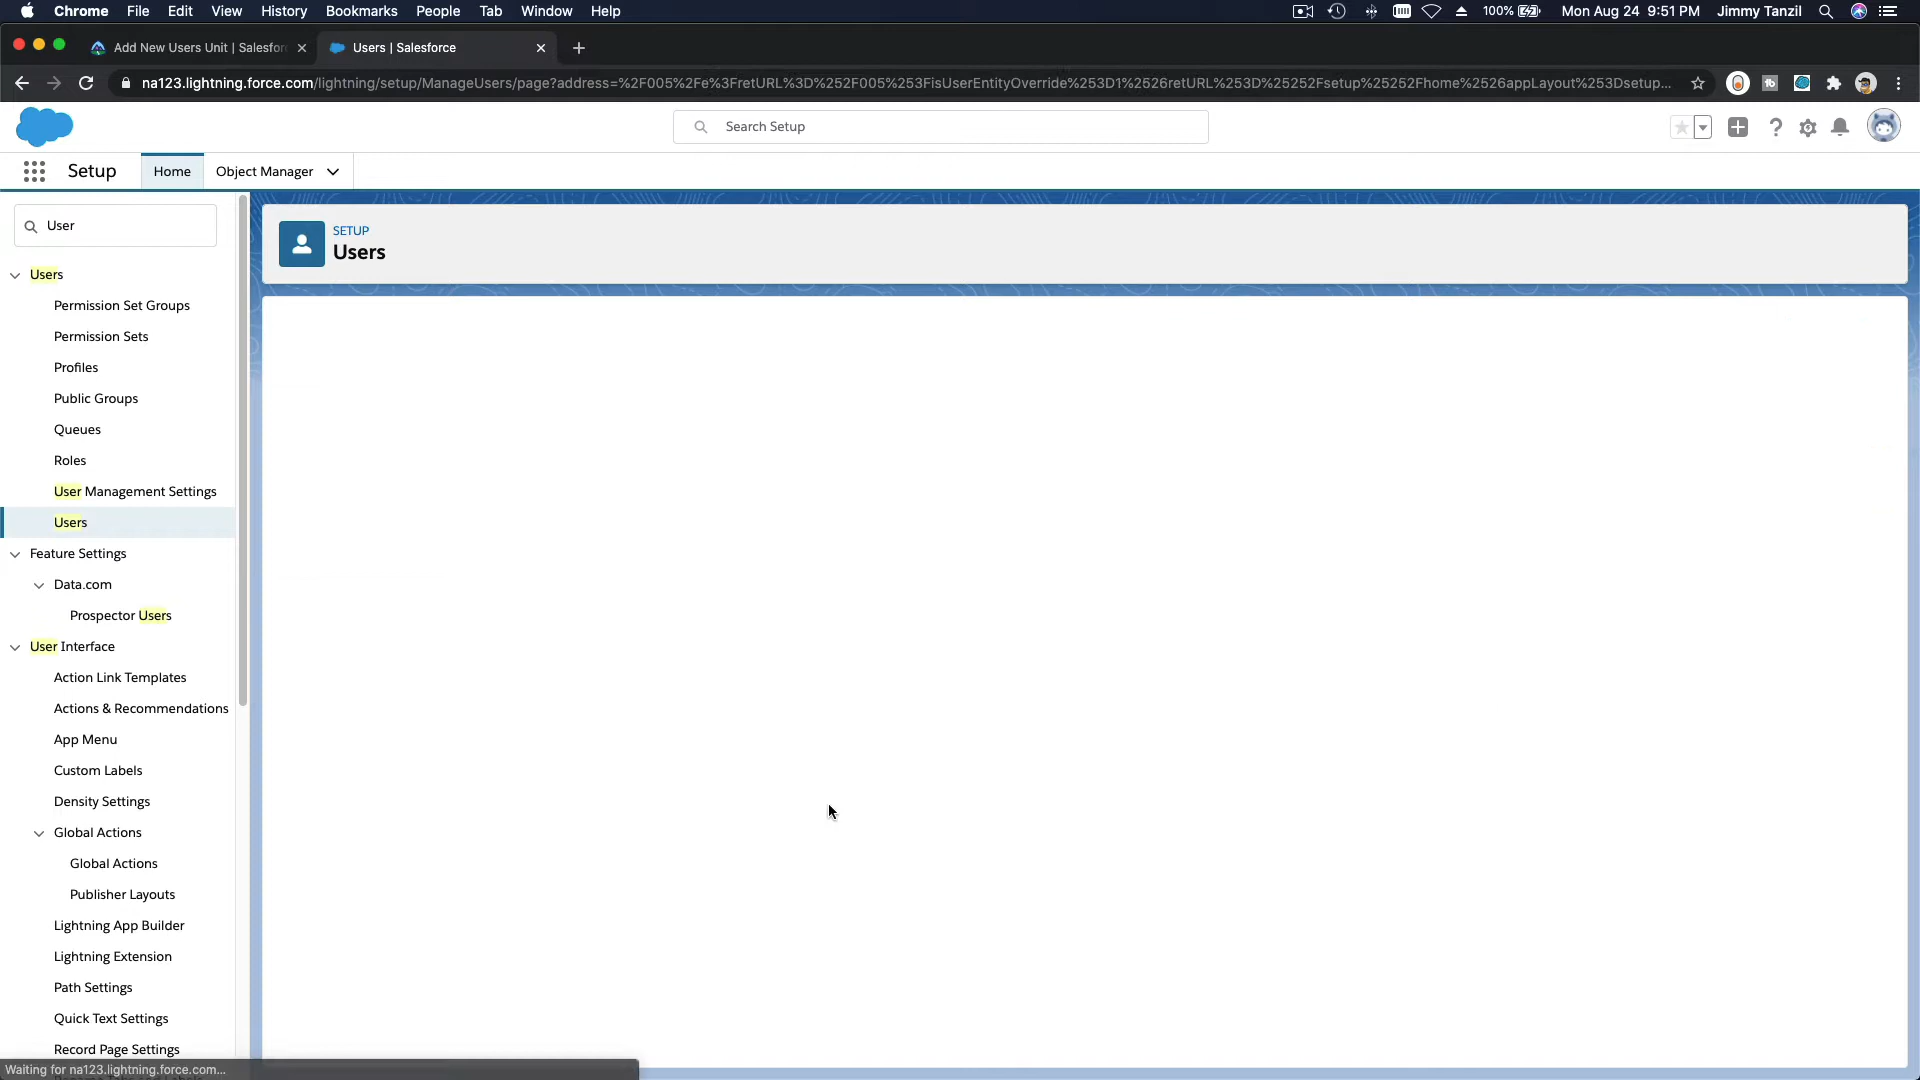 Chrome File Edit View History Bookmarks People Tab Window Help 100% Mon Aug 24 9:51 PM Jimmy Tanzil
Add New Users Unit | Salesfor Users | Salesforce
na123.lightning.force.com/lightning/setup/ManageUsers/page?address=%2F005%2Fe%3FretURL%3D%252F005%253FisUserEntityOverride%253D1%2526retURL%253D%25252Fsetup%25252Fhome%2526appLayout%253Dsetup...
Search Setup
Setup Home Object Manager
User
SETUP
Users
Users
Permission Set Groups
Permission Sets
Profiles
Public Groups
Queues
Roles
User Management Settings
Users
Feature Settings
Data.com
Prospector Users
User Interface
Action Link Templates
Actions & Recommendations
App Menu
Custom Labels
Density Settings
Global Actions
Global Actions
Publisher Layouts
Lightning App Builder
Lightning Extension
Path Settings
Quick Text Settings
Record Page Settings
Waiting for na123.lightning.force.com...